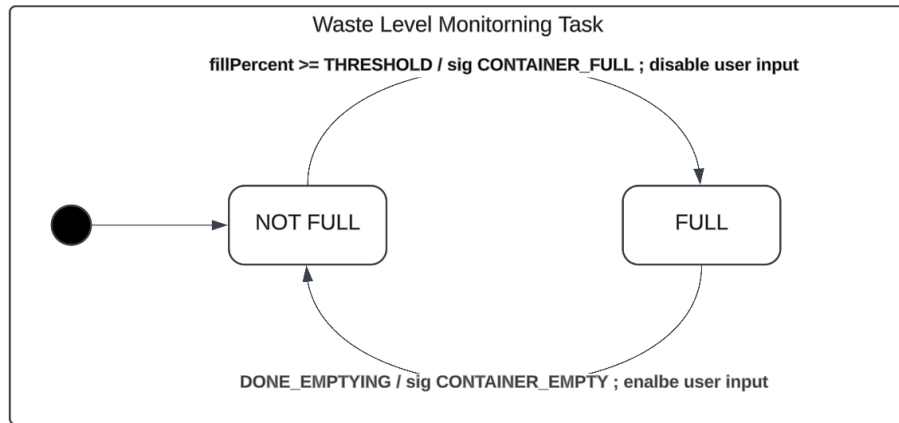 Waste Level Monitorning Task
fillPercent >= THRESHOLD / sig CONTAINER_FULL ; disable user input
NOT FULL
FULL
DONE_EMPTYING / sig CONTAINER_EMPTY ; enalbe user input